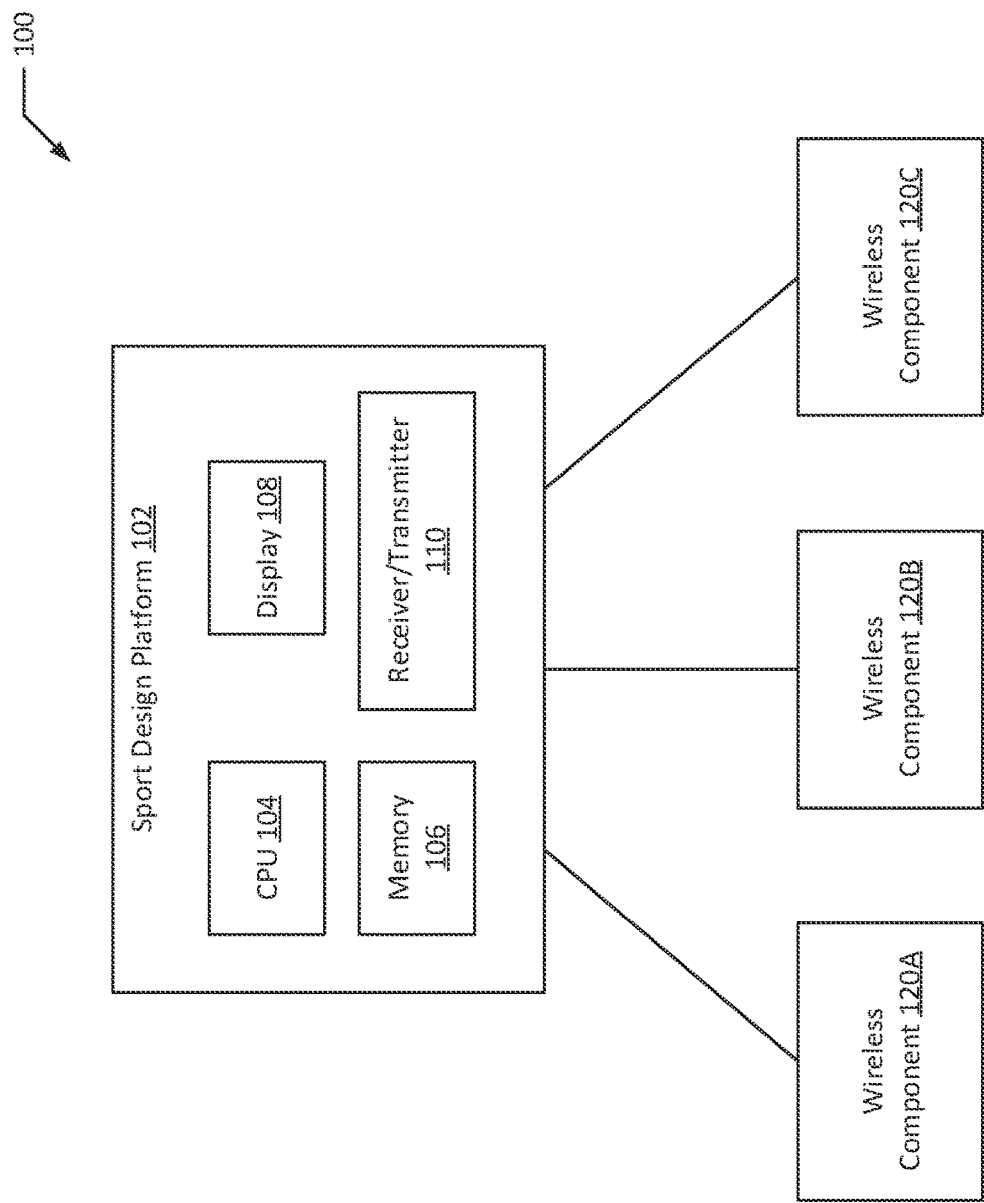 100
Sport Design Platform 102
CPU 104
Display 108
Memory
106
Receiver/Transmitter
110
Wireless
Component 120A
Wireless
Component 120B
Wireless
Component 120C